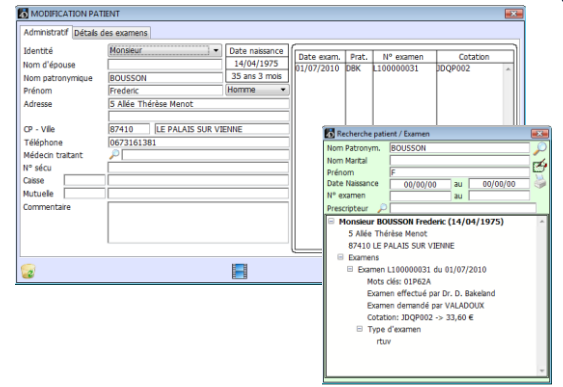 MODIFICATION PATIENT
Administratif Détails des examens
Identité Monsieur Date naissance
Nom d'épouse 14/04/1975
Nom patronymique BOUSSON 35 ans 3 mois
Prénom Frederic Homme
Adresse 5 Allée Thérèse Menot
CP - Ville 87410 LE PALAIS SUR VIENNE
Téléphone 0673161381
Médecin traitant
N° sécu
Caisse
Mutuelle
Commentaire
Date exam. Prat. N° examen Cotation
01/07/2010 DBK L100000031 JDQP002
Recherche patient / Examen
Nom Patronym. BOUSSON
Nom Marital
Prénom F
Date Naissance 00/00/00 au 00/00/00
N° examen au
Prescripteur
Monsieur BOUSSON Frederic (14/04/1975)
5 Allée Thérèse Menot
87410 LE PALAIS SUR VIENNE
Examens
Examen L100000031 du 01/07/2010
Mots clés: 01P62A
Examen effectué par Dr. D. Bakeland
Examen demandé par VALADOUX
Cotation: JDQP002 -> 33,60 €
Type d'examen
rtuv